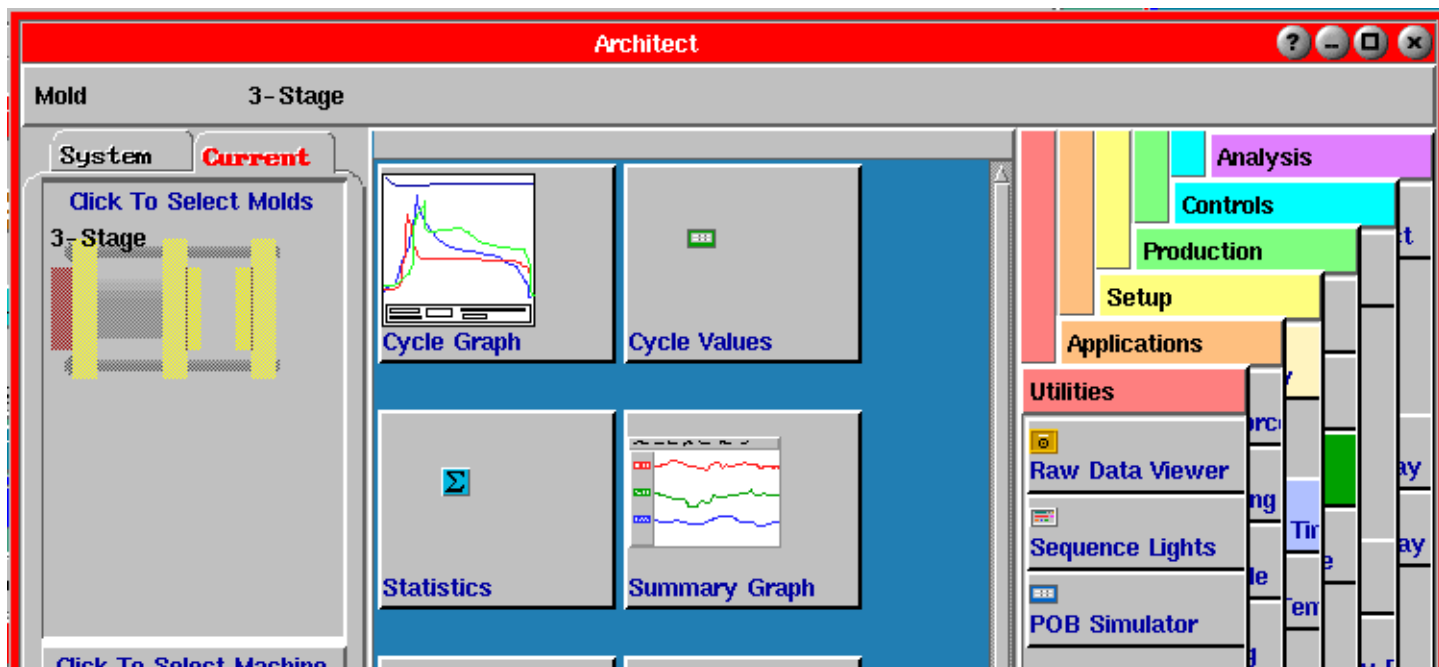 Architect
?
Mold 3-Stage
System Current
Click To Select Molds
3-Stage
Click To Select Machine
Cycle Graph
Cycle Values
Σ
Statistics
Summary Graph
Analysis
Controls
Production
Setup
Applications
Utilities
Raw Data Viewer
Sequence Lights
POB Simulator